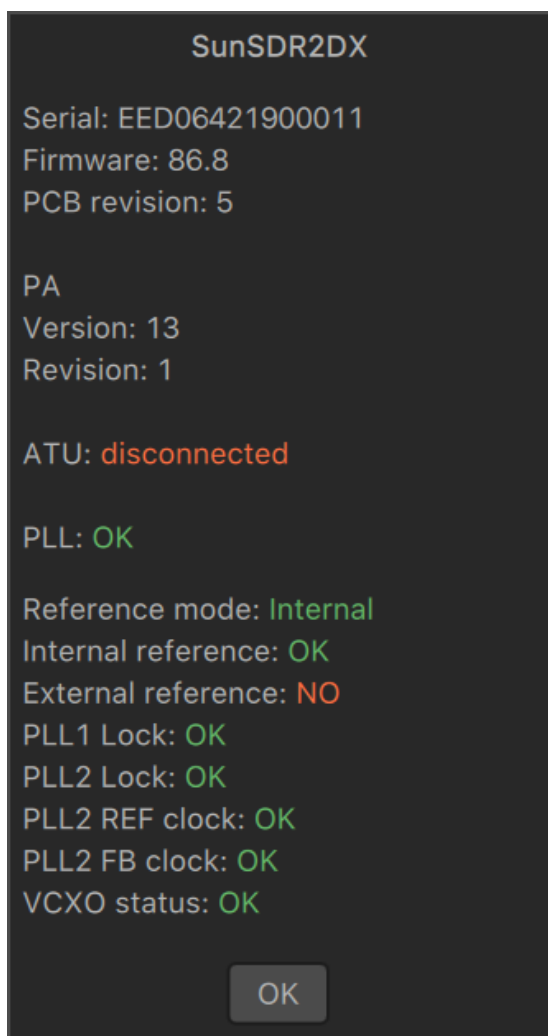 SunSDR2DX
Serial: EED06421900011
Firmware: 86.8
PCB revision: 5
PA
Version: 13
Revision: 1
ATU: disconnected
PLL: OK
Reference mode: Internal
Internal reference: OK
External reference: NO
PLL1 Lock: OK
PLL2 Lock: OK
PLL2 REF clock: OK
PLL2 FB clock: OK
VCXO status: OK
OK